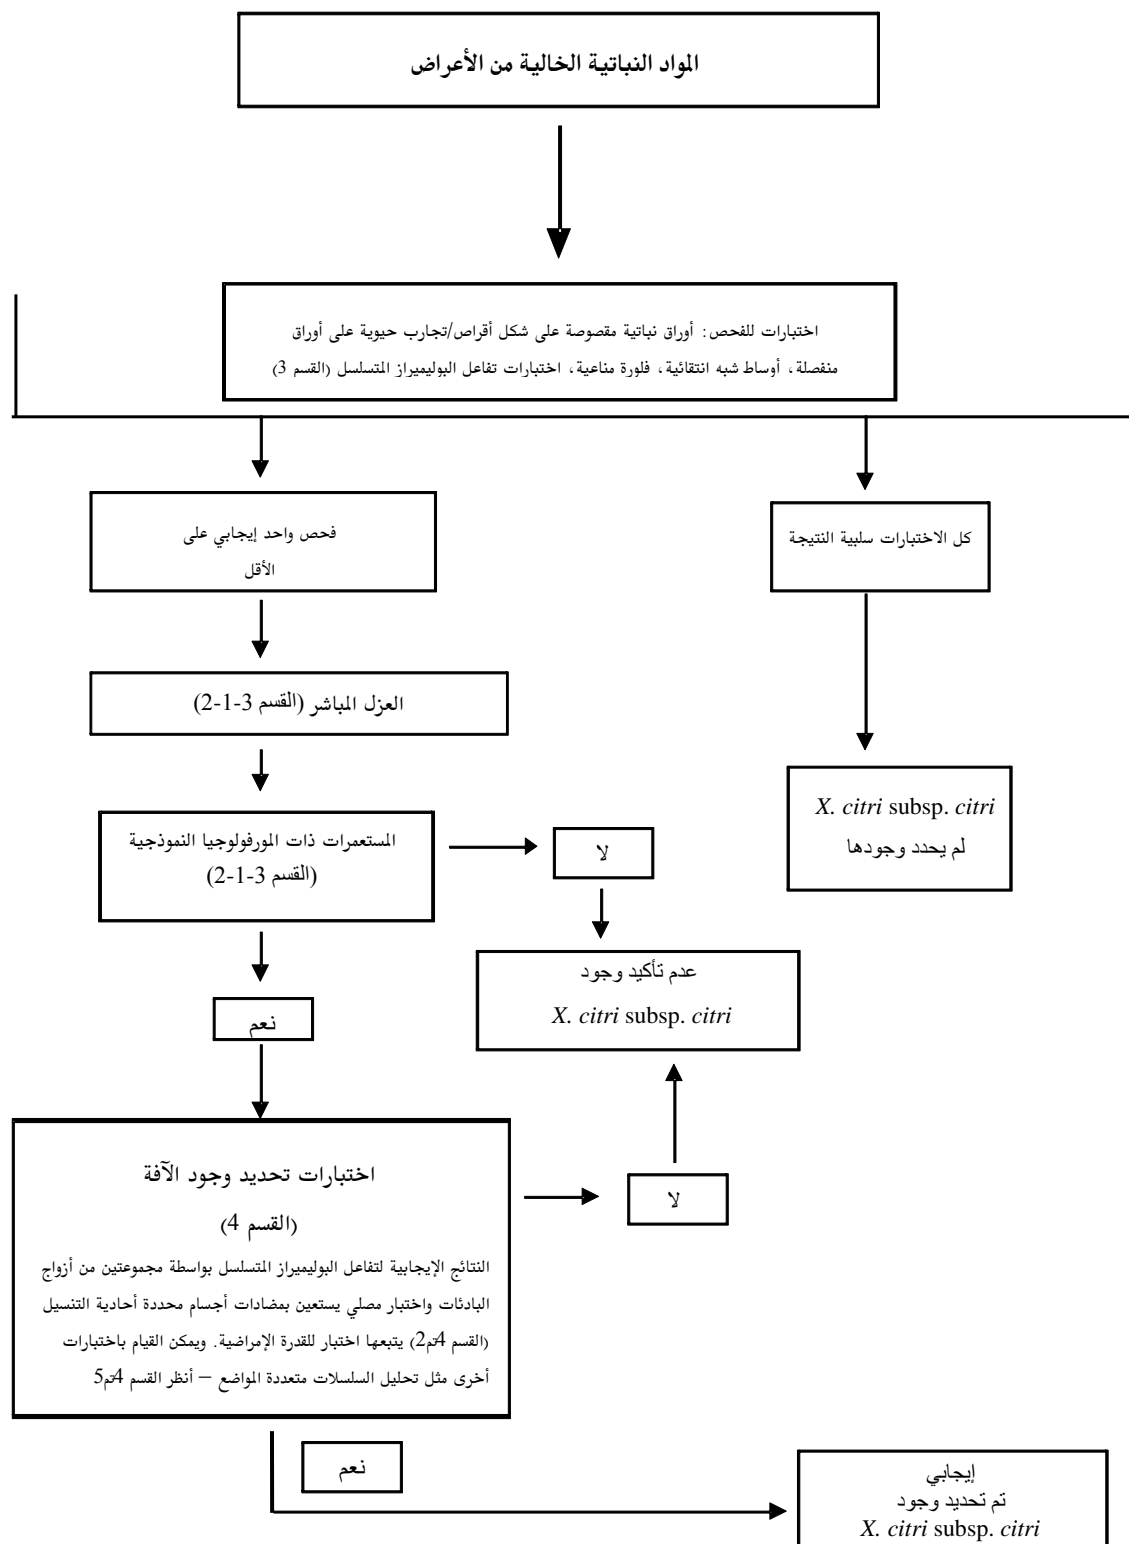 المواد النباتية الخالية من الأعراض
اختبارات للفحص: أوراق نباتية مقصوصة على شكل أقراص/تجارب حيوية على أوراق
منفصلة، أوساط شبه انتقائية، فلورة مناعية، اختبارات تفاعل البوليميراز المتسلسل (القسم 3)
فحص واحد إيجابي على
الأقل
كل الاختبارات سلبية النتيجة
العزل المباشر (القسم 3-1-2)
X. citri subsp. citri
لم يحدد وجودها
المستعمرات ذات المورفولوجيا النموذجية
(القسم 3-1-2)
لا
عدم تأكيد وجود
X. citri subsp. citri
نعم
اختبارات تحديد وجود الآفة
(القسم 4)
النتائج الإيجابية لتفاعل البوليميراز المتسلسل بواسطة مجموعتين من أزواج
البادئات واختبار مصلي يستعين بمضادات أجسام محددة أحادية التنسيل
(القسم 4تم2) يتبعها اختبار للقدرة الإمراضية. ويمكن القيام باختبارات
أخرى مثل تحليل السلسلات متعددة المواضع – أنظر القسم 4تم5
لا
نعم
إيجابي
تم تحديد وجود
X. citri subsp. citri